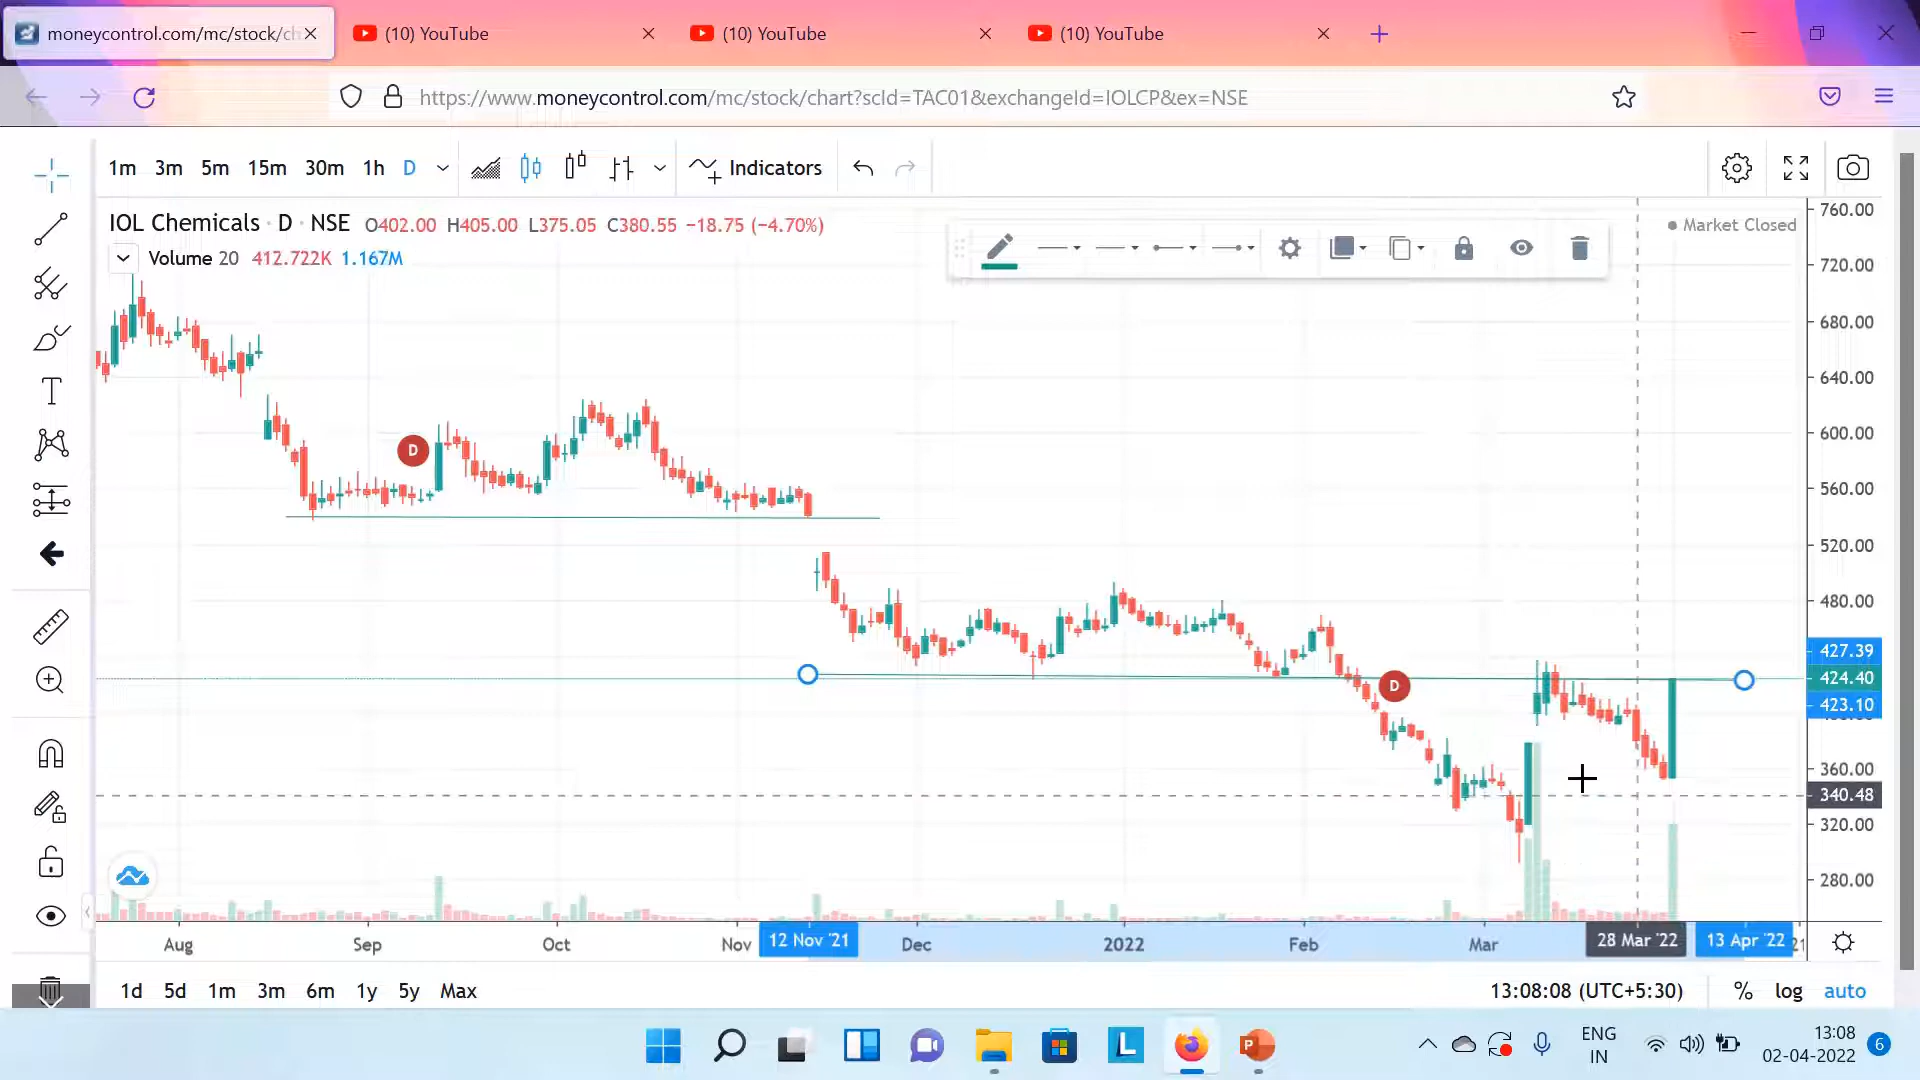 moneycontrol.com/mc/stock/ch
(10) YouTube
(10) YouTube
(10) YouTube
https://www.moneycontrol.com/mc/stock/chart?scId=TAC01&exchangeId=IOLCP&ex=NSE
1m 3m 5m 15m 30m 1h D Indicators
IOL Chemicals · D · NSE O402.00 H405.00 L375.05 C380.55 −18.75 (−4.70%)
Market Closed
Volume 20 412.722K 1.167M
760.00
720.00
680.00
640.00
600.00
560.00
520.00
480.00
427.39
424.40
423.10
360.00
340.48
320.00
280.00
D
D
T
Aug Sep Oct Nov 12 Nov '21 Dec 2022 Feb Mar 28 Mar '22 13 Apr '22
1d 5d 1m 3m 6m 1y 5y Max 13:08:08 (UTC+5:30) % log auto
L
P
ENG
IN
13:08
02-04-2022
6